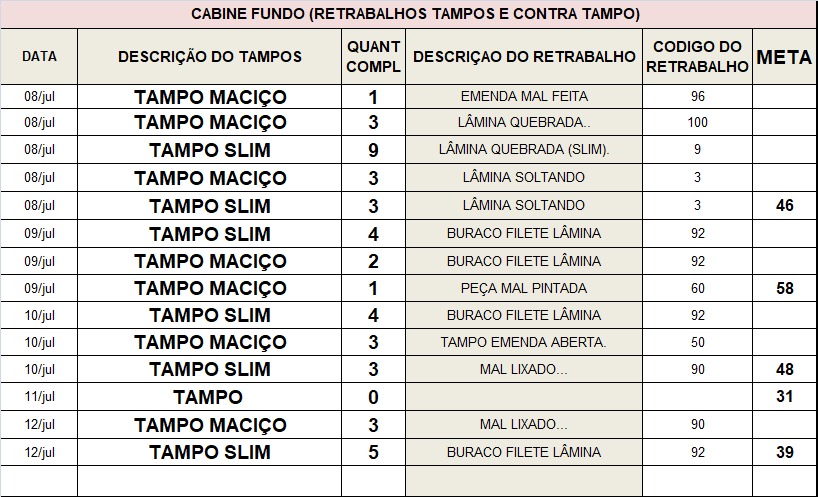 CABINE FUNDO (RETRABALHOS TAMPOS E CONTRA TAMPO)
DATA DESCRIÇÃO DO TAMPOS QUANT COMPL DESCRIÇAO DO RETRABALHO CODIGO DO RETRABALHO META
08/jul TAMPO MACIÇO 1 EMENDA MAL FEITA 96
08/jul TAMPO MACIÇO 3 LÂMINA QUEBRADA.. 100
08/jul TAMPO SLIM 9 LÂMINA QUEBRADA (SLIM). 9
08/jul TAMPO MACIÇO 3 LÂMINA SOLTANDO 3
08/jul TAMPO SLIM 3 LÂMINA SOLTANDO 3 46
09/jul TAMPO SLIM 4 BURACO FILETE LÂMINA 92
09/jul TAMPO MACIÇO 2 BURACO FILETE LÂMINA 92
09/jul TAMPO MACIÇO 1 PEÇA MAL PINTADA 60 58
10/jul TAMPO SLIM 4 BURACO FILETE LÂMINA 92
10/jul TAMPO MACIÇO 3 TAMPO EMENDA ABERTA. 50
10/jul TAMPO SLIM 3 MAL LIXADO... 90 48
11/jul TAMPO 0 31
12/jul TAMPO MACIÇO 3 MAL LIXADO... 90
12/jul TAMPO SLIM 5 BURACO FILETE LÂMINA 92 39